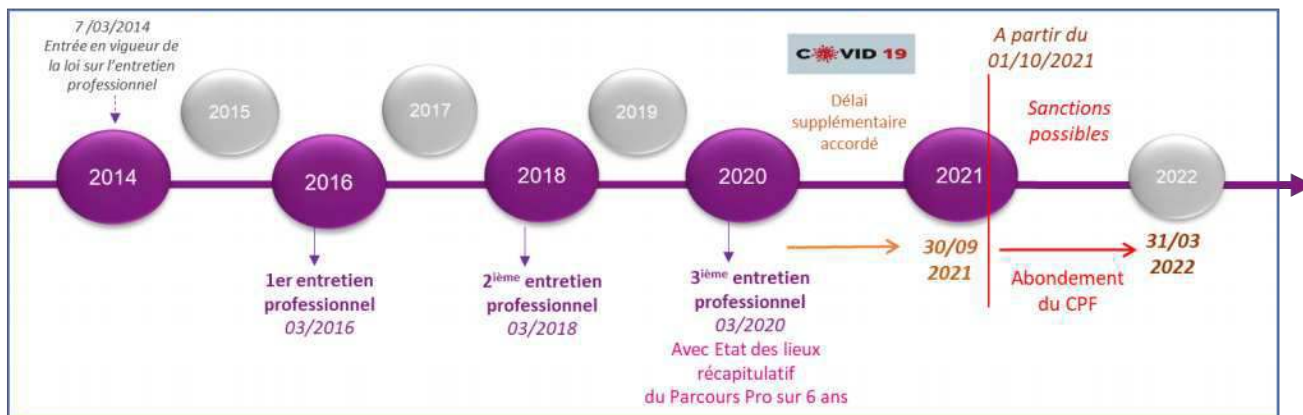 7 /03/2014
Entrée en vigueur de
la loi sur l'entretien
professionnel
2014
2015
2016
2017
2018
2019
2020
COVID 19
Délai
supplémentaire
accordé
2021
A partir du
01/10/2021
Sanctions
possibles
2022
1er entretien
professionnel
03/2016
2ième entretien
professionnel
03/2018
3ième entretien
professionnel
03/2020
Avec Etat des lieux
récapitulatif
du Parcours Pro sur 6 ans
30/09
2021
Abondement
du CPF
31/03
2022